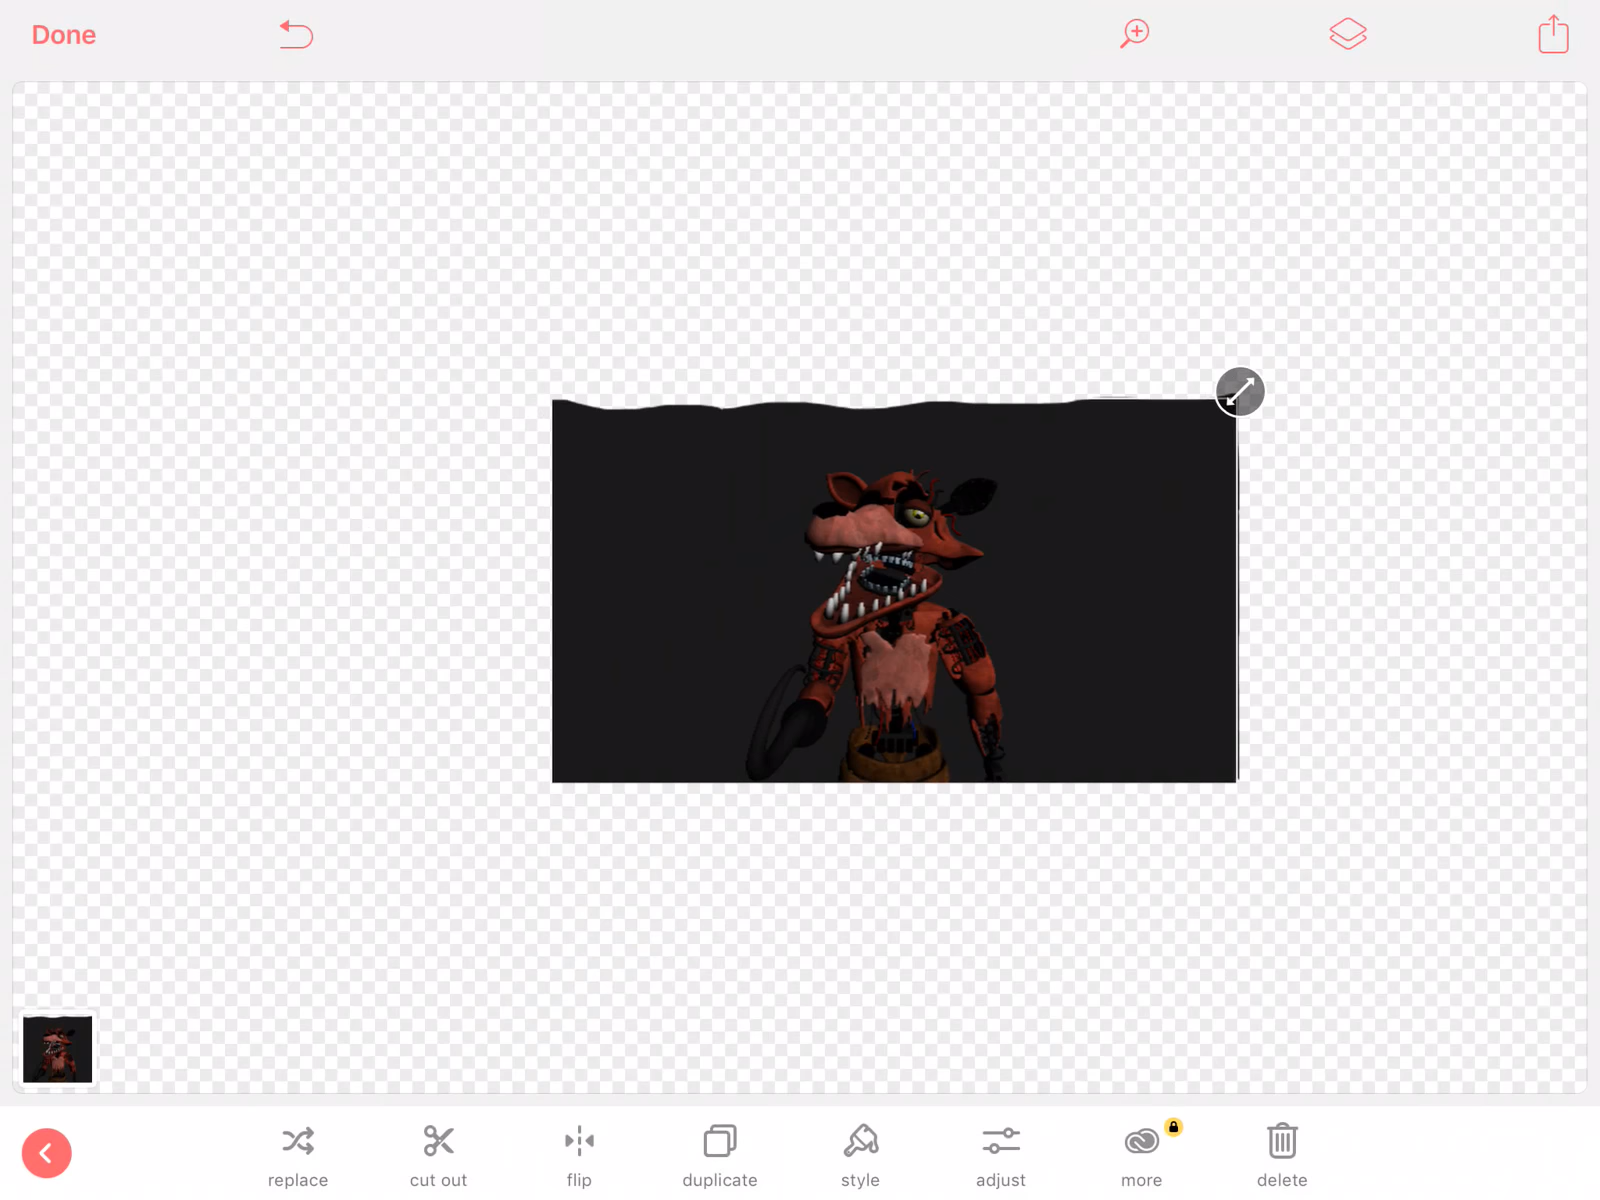 Done
replace
cut out
flip
duplicate
style
adjust
more
delete